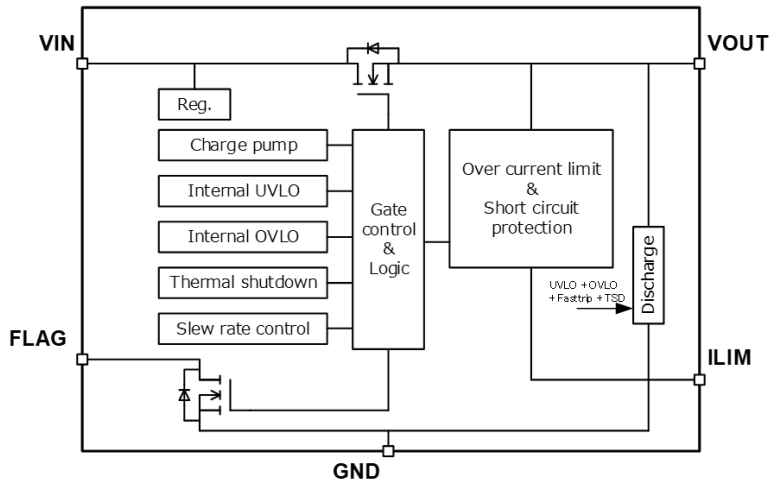 VIN
VOUT
Reg.
Charge pump
Internal UVLO
Internal OVLO
Thermal shutdown
Slew rate control
Gate
control
&
Logic
Over current limit
&
Short circuit
protection
UVLO +OVLO
+ Fasttrip + TSD
Discharge
FLAG
ILIM
GND